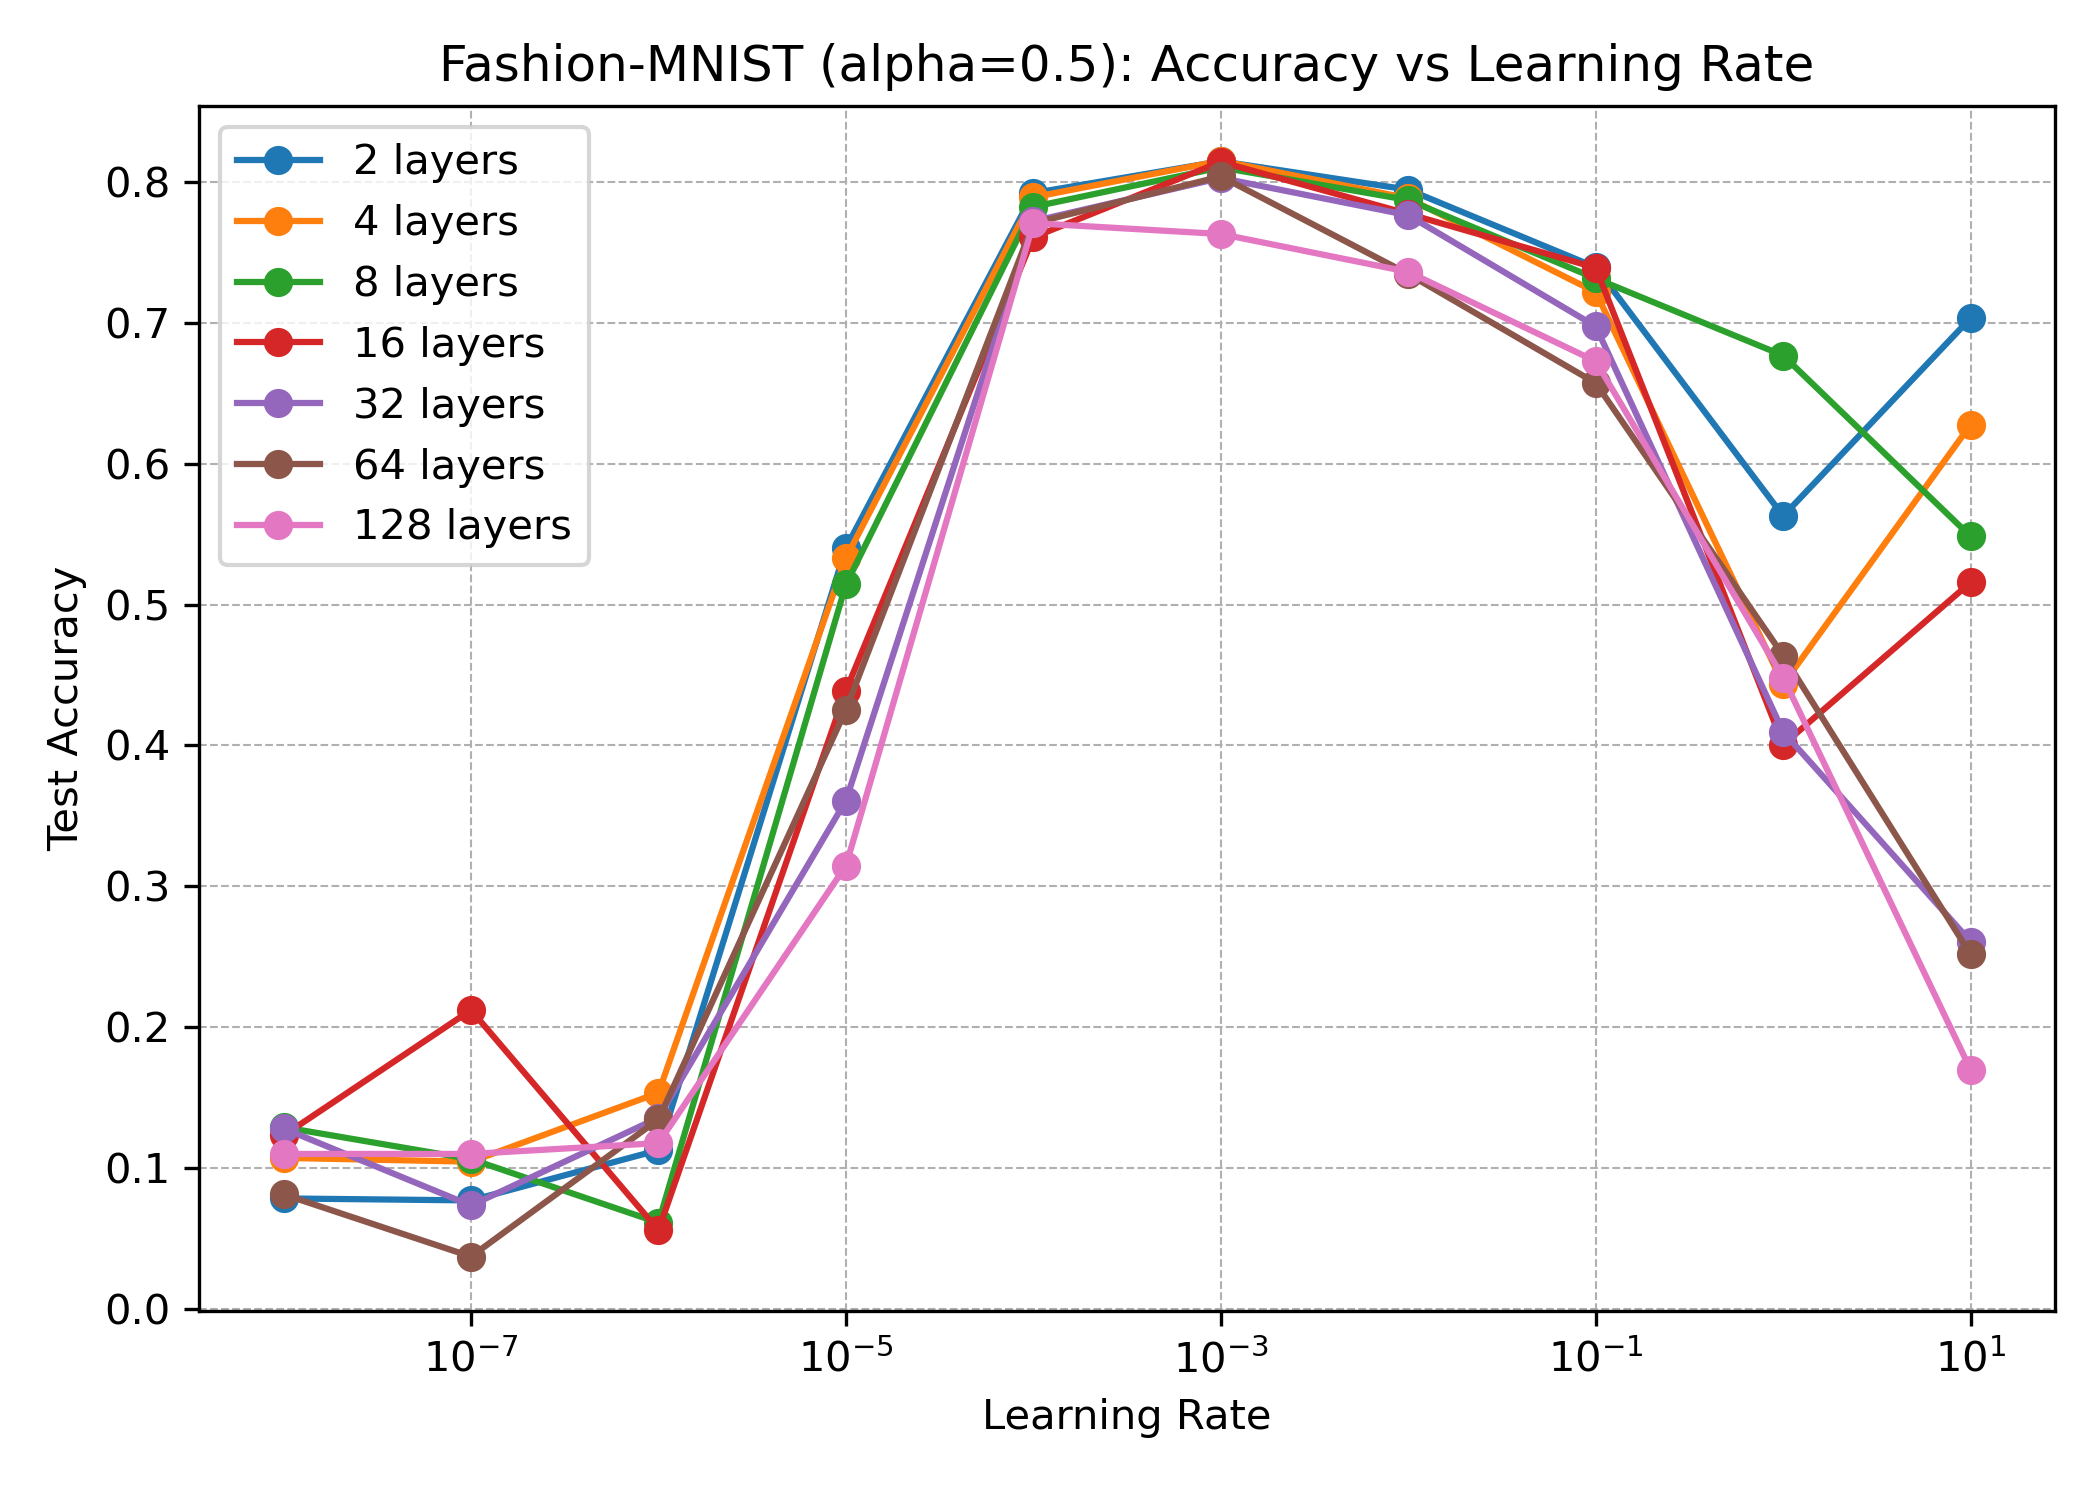 Fashion-MNIST (alpha=0.5): Accuracy vs Learning Rate
2 layers
4 layers
8 layers
16 layers
32 layers
64 layers
128 layers
0.8
0.7
0.6
0.5
0.4
0.3
0.2
0.1
0.0
Test Accuracy
10⁻⁷ 10⁻⁵ 10⁻³ 10⁻¹ 10¹
Learning Rate